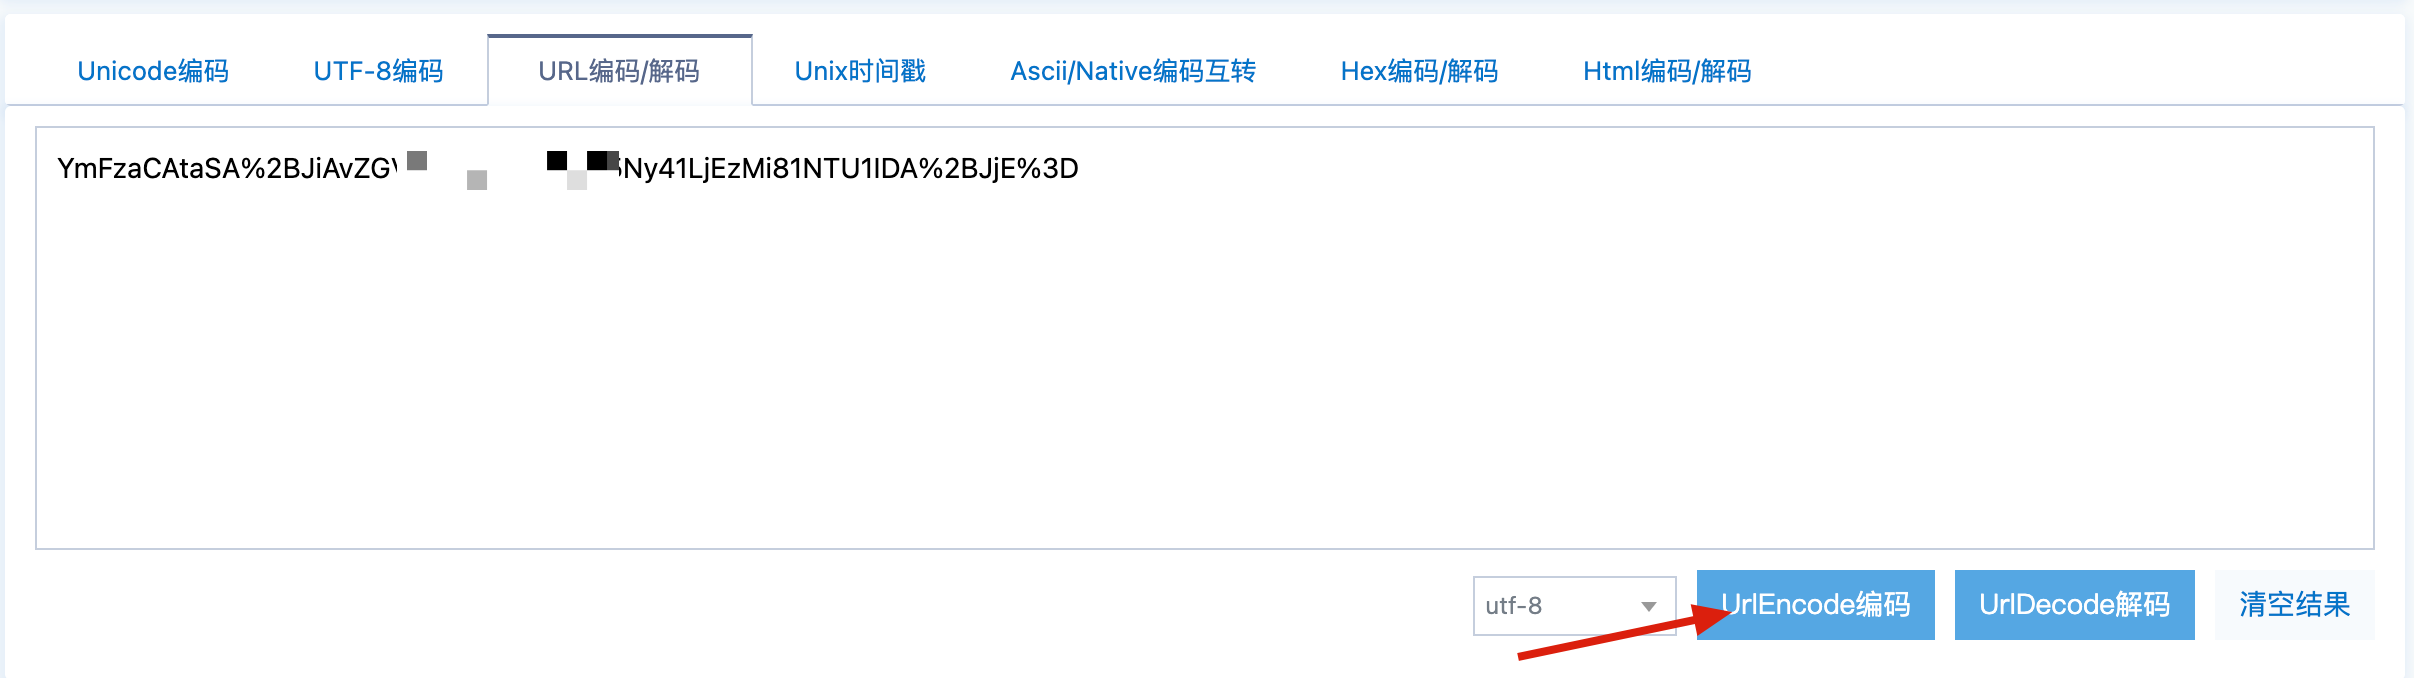 Unicode编码 UTF-8编码 URL编码/解码 Unix时间戳 Ascii/Native编码互转 Hex编码/解码 Html编码/解码
YmFzaCAtaSA%2BJiAvZG Ny41LjEzMi81NTU1IDA%2BJjE%3D
utf-8 UrlEncode编码 UrlDecode解码 清空结果